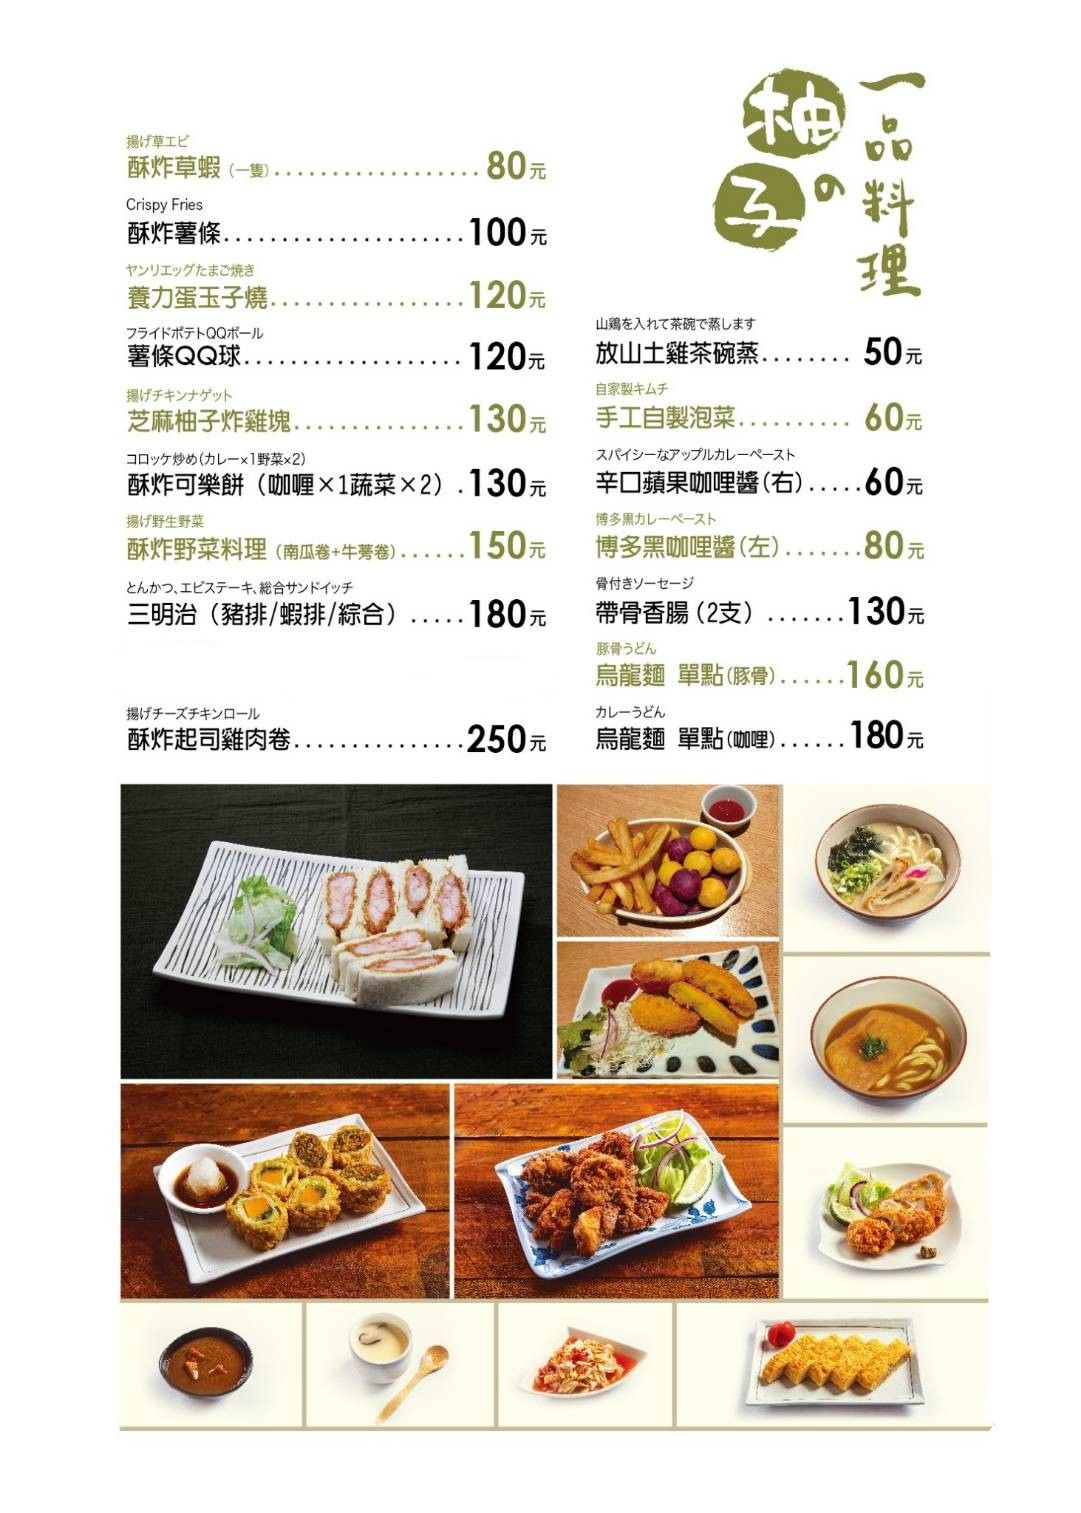 柚子の
一品料理
揚げ草エビ
酥炸草蝦（一隻）.................. 80元
Crispy Fries
酥炸薯條.....................100元
ヤンリエッグたまご焼き
養力蛋玉子燒.................120元
フライドポテトQQボール
薯條QQ球................... 120元
揚げチキンナゲット
芝麻柚子炸雞塊...............130元
コロッケ炒め(カレー×1野菜×2)
酥炸可樂餅（咖喱×1蔬菜×2）.130元
揚げ野生野菜
酥炸野菜料理（南瓜卷+牛蒡卷）......150元
とんかつ、エビステーキ、総合サンドイッチ
三明治（豬排/蝦排/綜合）.....180元
揚げチーズチキンロール
酥炸起司雞肉卷...............250元
山鶏を入れて茶碗で蒸します
放山土雞茶碗蒸........ 50元
自家製キムチ
手工自製泡菜.......... 60元
スパイシーなアップルカレーペースト
辛口蘋果咖哩醬(右).....60元
博多黒カレーペースト
博多黑咖哩醬(左).......80元
骨付きソーセージ
帶骨香腸(2支) .......130元
豚骨うどん
烏龍麵 單點(豚骨)......160元
カレーうどん
烏龍麵 單點(咖哩)...... 180元